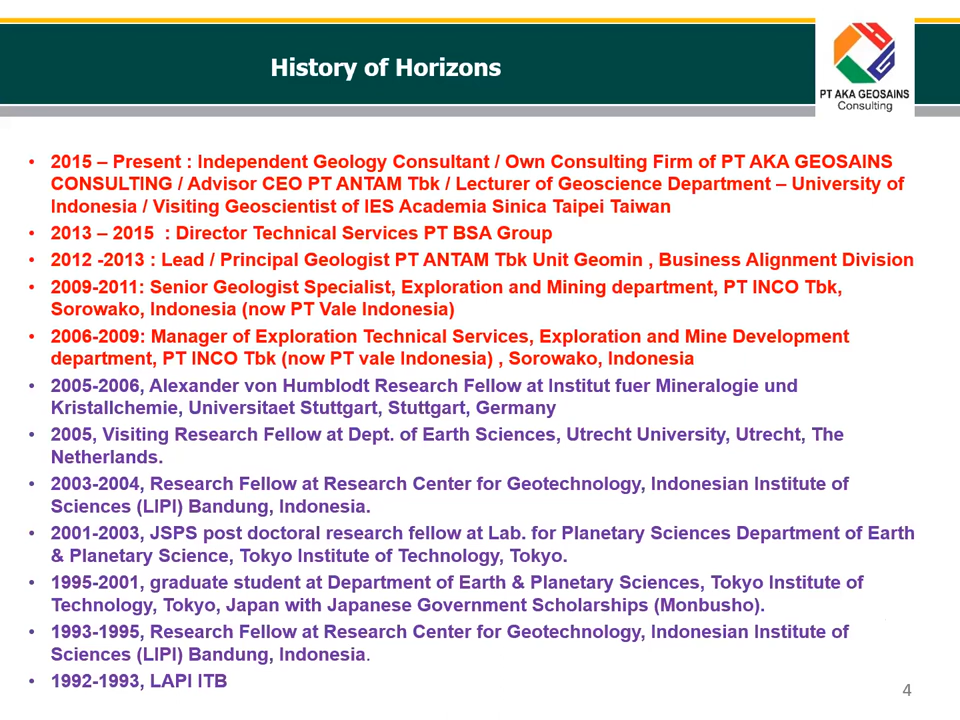 History of Horizons
PT AKA GEOSAINS
Consulting
• 2015 – Present : Independent Geology Consultant / Own Consulting Firm of PT AKA GEOSAINS
CONSULTING / Advisor CEO PT ANTAM Tbk / Lecturer of Geoscience Department – University of
Indonesia / Visiting Geoscientist of IES Academia Sinica Taipei Taiwan
• 2013 – 2015 : Director Technical Services PT BSA Group
• 2012 -2013 : Lead / Principal Geologist PT ANTAM Tbk Unit Geomin , Business Alignment Division
• 2009-2011: Senior Geologist Specialist, Exploration and Mining department, PT INCO Tbk,
Sorowako, Indonesia (now PT Vale Indonesia)
• 2006-2009: Manager of Exploration Technical Services, Exploration and Mine Development
department, PT INCO Tbk (now PT vale Indonesia) , Sorowako, Indonesia
• 2005-2006, Alexander von Humblodt Research Fellow at Institut fuer Mineralogie und
Kristallchemie, Universitaet Stuttgart, Stuttgart, Germany
• 2005, Visiting Research Fellow at Dept. of Earth Sciences, Utrecht University, Utrecht, The
Netherlands.
• 2003-2004, Research Fellow at Research Center for Geotechnology, Indonesian Institute of
Sciences (LIPI) Bandung, Indonesia.
• 2001-2003, JSPS post doctoral research fellow at Lab. for Planetary Sciences Department of Earth
& Planetary Science, Tokyo Institute of Technology, Tokyo.
• 1995-2001, graduate student at Department of Earth & Planetary Sciences, Tokyo Institute of
Technology, Tokyo, Japan with Japanese Government Scholarships (Monbusho).
• 1993-1995, Research Fellow at Research Center for Geotechnology, Indonesian Institute of
Sciences (LIPI) Bandung, Indonesia.
• 1992-1993, LAPI ITB
4